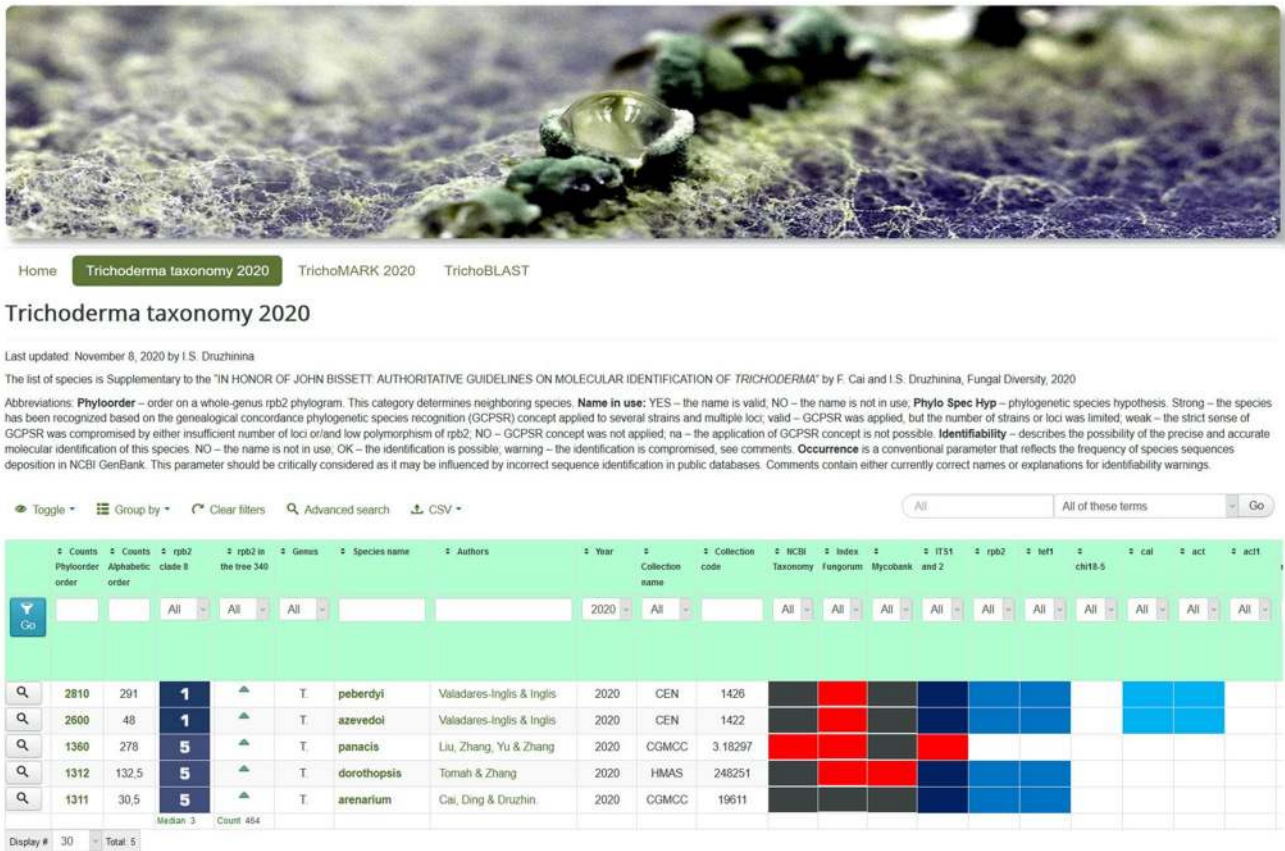 Home Trichoderma taxonomy 2020 TrichoMARK 2020 TrichoBLAST
Trichoderma taxonomy 2020
Last updated: November 8, 2020 by I.S. Druzhinina
The list of species is Supplementary to the "IN HONOR OF JOHN BISSETT: AUTHORITATIVE GUIDELINES ON MOLECULAR IDENTIFICATION OF TRICHODERMA" by F. Cai and I.S. Druzhinina, Fungal Diversity, 2020
Abbreviations: Phyloorder – order on a whole-genus rpb2 phylogram. This category determines neighboring species. Name in use: YES – the name is valid; NO – the name is not in use; Phylo Spec Hyp – phylogenetic species hypothesis. Strong – the species
has been recognized based on the genealogical concordance phylogenetic species recognition (GCPSR) concept applied to several strains and multiple loci; valid – GCPSR was applied, but the number of strains or loci was limited; weak – the strict sense of
GCPSR was compromised by either insufficient number of loci or/and low polymorphism of rpb2; NO – GCPSR concept was not applied; na – the application of GCPSR concept is not possible. Identifiability – describes the possibility of the precise and accurate
molecular identification of this species. NO – the name is not in use; OK – the identification is possible; warning – the identification is compromised, see comments. Occurrence is a conventional parameter that reflects the frequency of species sequences
deposition in NCBI GenBank. This parameter should be critically considered as it may be influenced by incorrect sequence identification in public databases. Comments contain either currently correct names or explanations for identifiability warnings.
Toggle Group by Clear filters Advanced search CSV All All of these terms Go
Counts Counts rpb2 rpb2 in Genus Species name Authors Year Collection NCBI Index ITS1 rpb2 tef1 cal act act1
Phyloorder Alphabetic clade 8 the tree 340 Collection code Taxonomy Fungorum Mycobank and 2 chi18-5
order order name
Go All All All 2020 All All All All All All All All All All All
2810 291 1 T. peberdyi Valadares-Inglis & Inglis 2020 CEN 1426
2600 48 1 T. azevedoi Valadares-Inglis & Inglis 2020 CEN 1422
1360 278 5 T. panacis Liu, Zhang, Yu & Zhang 2020 CGMCC 3.18297
1312 132,5 5 T. dorothopsis Tomah & Zhang 2020 HMAS 248251
1311 30,5 5 T. arenarium Cai, Ding & Druzhin. 2020 CGMCC 19611
Median 3 Count 464
Display # 30 Total: 5